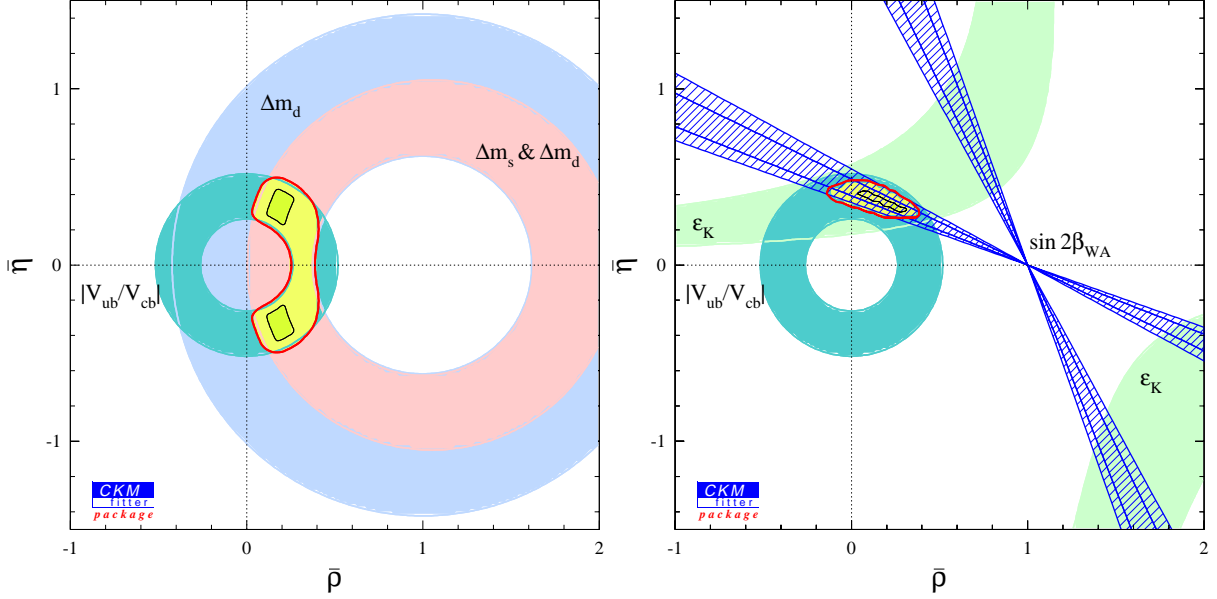 1
0
-1
-1
0
1
2
η̄
ρ̄
Δm_d
Δm_s & Δm_d
|V_ub/V_cb|
CKM
fitter
package
1
0
-1
-1
0
1
2
η̄
ρ̄
ε_K
sin 2β_WA
|V_ub/V_cb|
ε_K
CKM
fitter
package